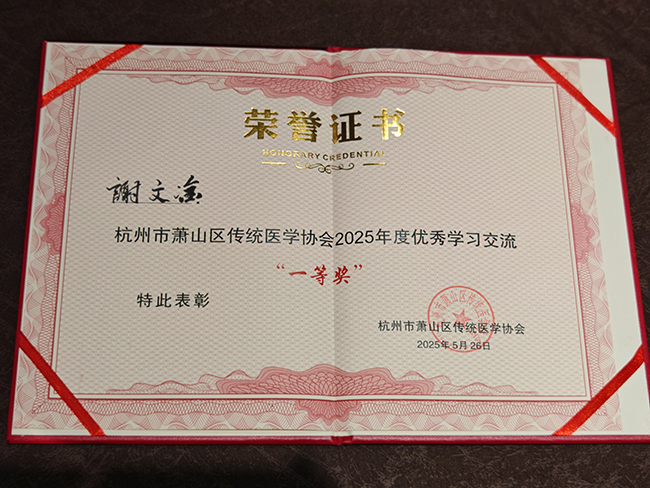 荣誉证书
HONORARY CREDENTIAL
謝文
杭州市萧山区传统医学协会2025年度优秀学习交流
“一等奖”
特此表彰
杭州市萧山区传统医学协会
2025年5月26日